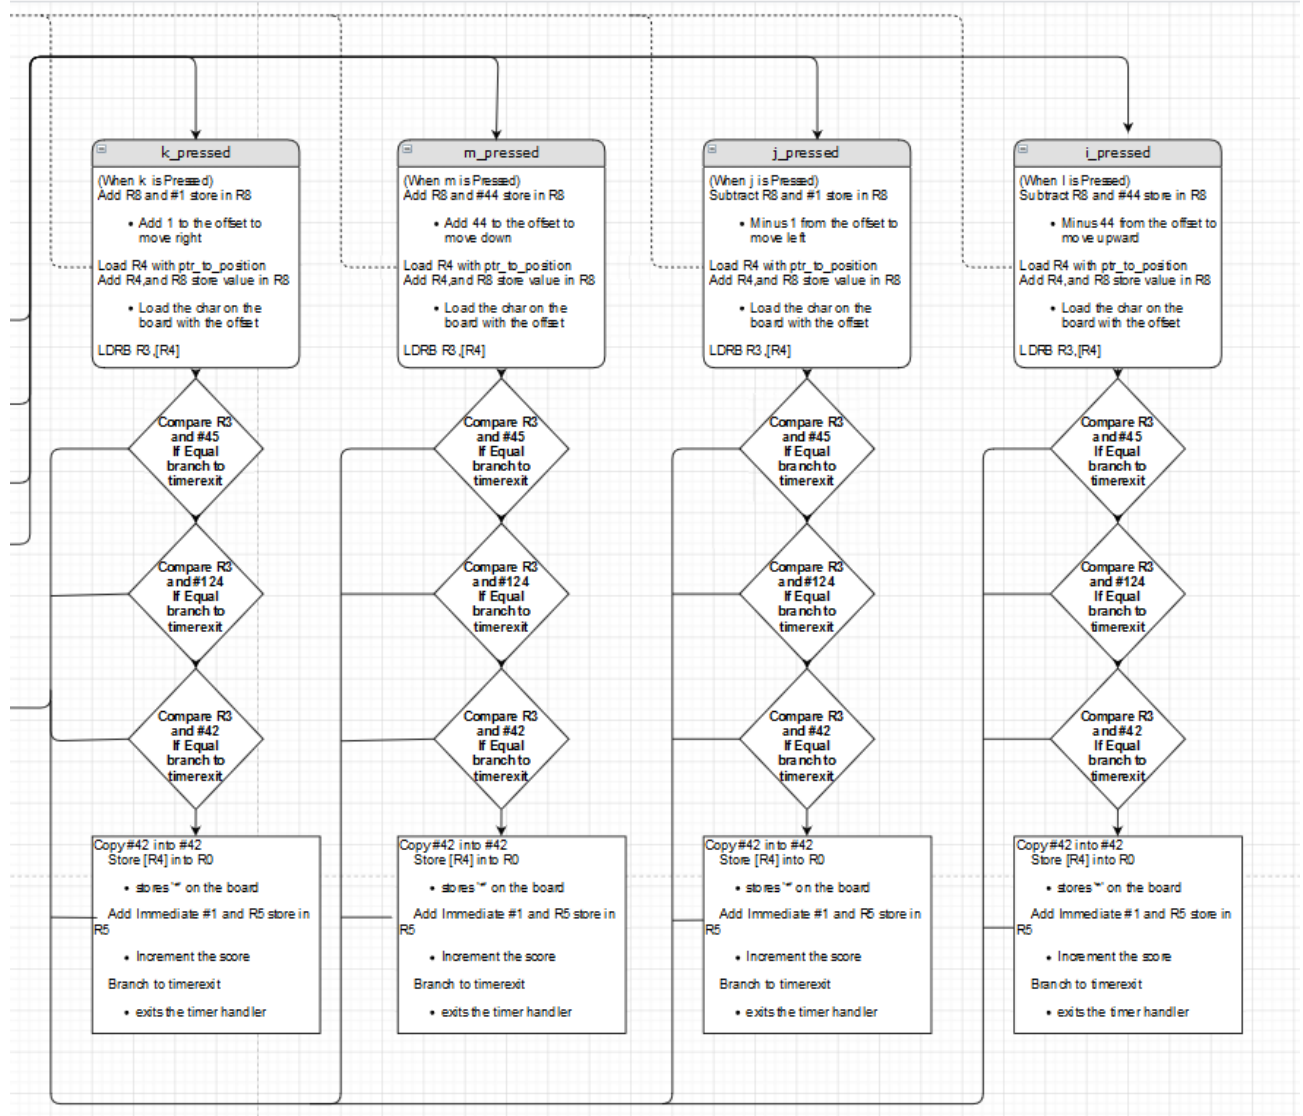 k_pressed
(When k is Pressed)
Add R8 and #1 store in R8
• Add 1 to the offset to
move right
Load R4 with ptr_to_position
Add R4,and R8 store value in R8
• Load the char on the
board with the offset
LDRB R3,[R4]
Compare R3
and #45
If Equal
branch to
timerexit
Compare R3
and #124
If Equal
branch to
timerexit
Compare R3
and #42
If Equal
branch to
timerexit
Copy #42 into #42
Store [R4] into R0
• stores "*" on the board
Add Immediate #1 and R5 store in
R5
• Increment the score
Branch to timerexit
• exits the timer handler
m_pressed
(When m is Pressed)
Add R8 and #44 store in R8
• Add 44 to the offset to
move down
Load R4 with ptr_to_position
Add R4,and R8 store value in R8
• Load the char on the
board with the offset
LDRB R3,[R4]
Compare R3
and #45
If Equal
branch to
timerexit
Compare R3
and #124
If Equal
branch to
timerexit
Compare R3
and #42
If Equal
branch to
timerexit
Copy #42 into #42
Store [R4] into R0
• stores "*" on the board
Add Immediate #1 and R5 store in
R5
• Increment the score
Branch to timerexit
• exits the timer handler
j_pressed
(When j is Pressed)
Subtract R8 and #1 store in R8
• Minus 1 from the offset to
move left
Load R4 with ptr_to_position
Add R4,and R8 store value in R8
• Load the char on the
board with the offset
LDRB R3,[R4]
Compare R3
and #45
If Equal
branch to
timerexit
Compare R3
and #124
If Equal
branch to
timerexit
Compare R3
and #42
If Equal
branch to
timerexit
Copy #42 into #42
Store [R4] into R0
• stores "*" on the board
Add Immediate #1 and R5 store in
R5
• Increment the score
Branch to timerexit
• exits the timer handler
i_pressed
(When I is Pressed)
Subtract R8 and #44 store in R8
• Minus 44 from the offset to
move upward
Load R4 with ptr_to_position
Add R4,and R8 store value in R8
• Load the char on the
board with the offset
LDRB R3,[R4]
Compare R3
and #45
If Equal
branch to
timerexit
Compare R3
and #124
If Equal
branch to
timerexit
Compare R3
and #42
If Equal
branch to
timerexit
Copy #42 into #42
Store [R4] into R0
• stores "*" on the board
Add Immediate #1 and R5 store in
R5
• Increment the score
Branch to timerexit
• exits the timer handler